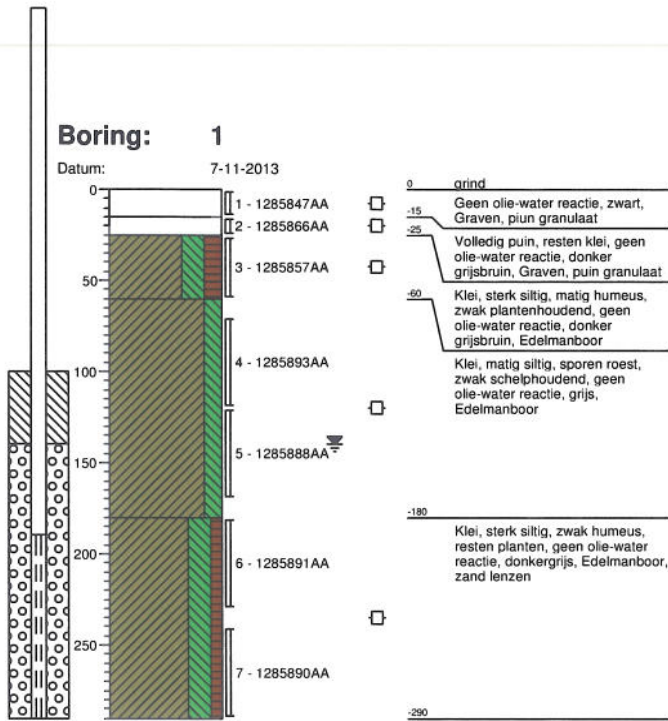 Boring: 1
Datum: 7-11-2013
0
50
100
150
200
250
1 - 1285847AA
2 - 1285866AA
3 - 1285857AA
4 - 1285893AA
5 - 1285888AA
6 - 1285891AA
7 - 1285890AA
0 grind
Geen olie-water reactie, zwart,
-15
Graven, piun granulaat
-25
Volledig puin, resten klei, geen
olie-water reactie, donker
grijsbruin, Graven, puin granulaat
-60
Klei, sterk siltig, matig humeus,
zwak plantenhoudend, geen
olie-water reactie, donker
grijsbruin, Edelmanboor
Klei, matig siltig, sporen roest,
zwak schelphoudend, geen
olie-water reactie, grijs,
Edelmanboor
-180
Klei, sterk siltig, zwak humeus,
resten planten, geen olie-water
reactie, donkergrijs, Edelmanboor,
zand lenzen
-290